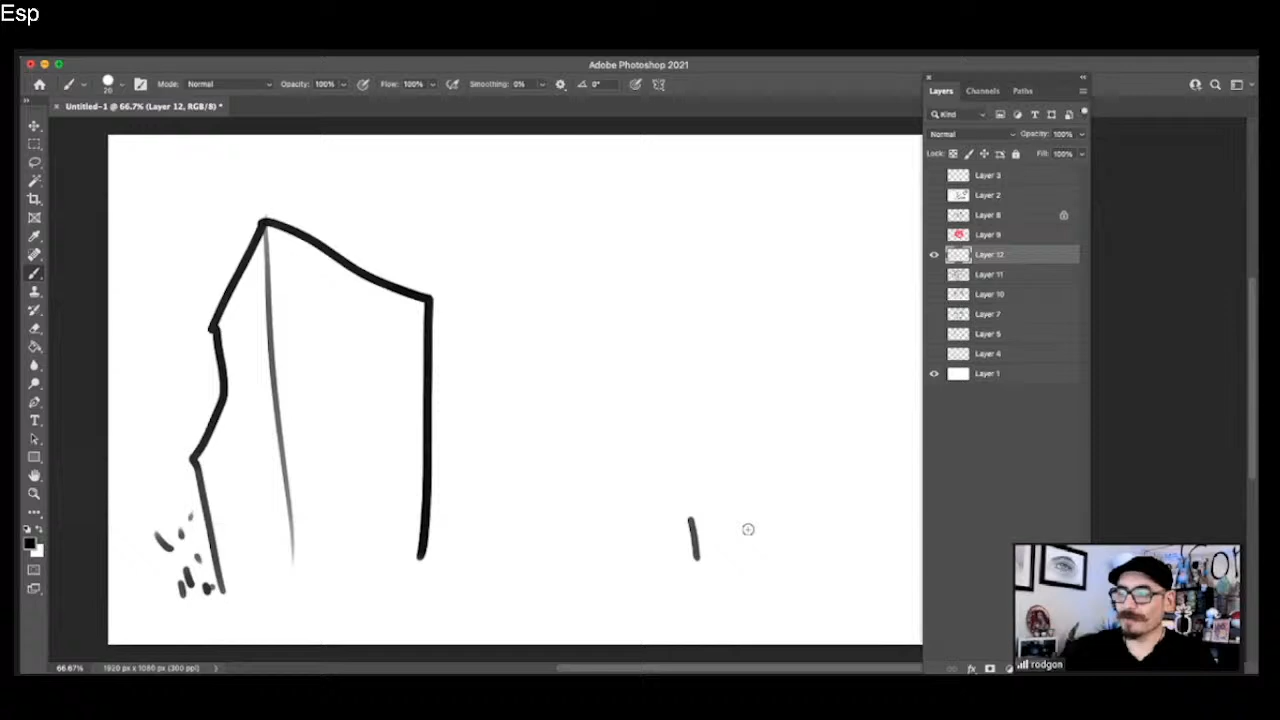 Esp
Adobe Photoshop 2021
20
Mode: Normal
Opacity: 100%
Flow: 100%
Smoothing: 0%
0°
Untitled-1 @ 66.7% (Layer 12, RGB/8) *
Layers
Channels
Paths
Kind
Normal
Opacity: 100%
Lock:
Fill: 100%
Layer 3
Layer 2
Layer 8
Layer 9
Layer 12
Layer 11
Layer 10
Layer 7
Layer 5
Layer 4
Layer 1
66.67%
1920 px x 1080 px (300 ppi)
fx
rodgon